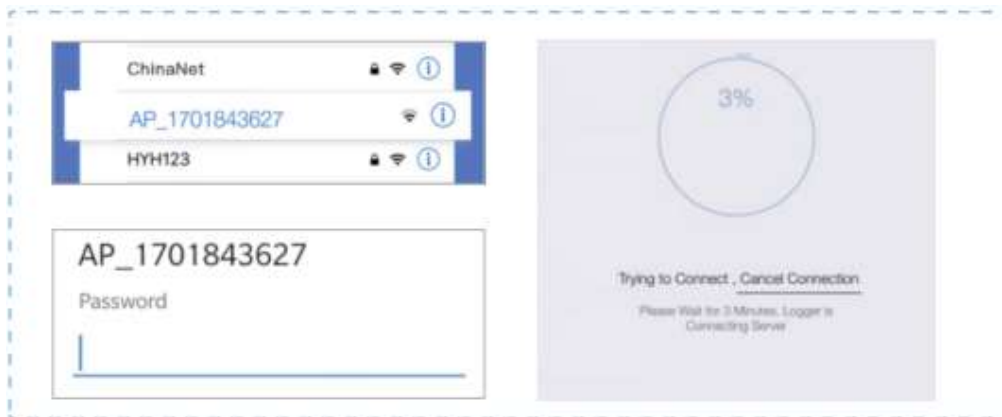 ChinaNet
AP_1701843627
HYH123
AP_1701843627
Password
3%
Trying to Connect , Cancel Connection
Please Wait for 3 Minutes, Logger is
Connecting Server